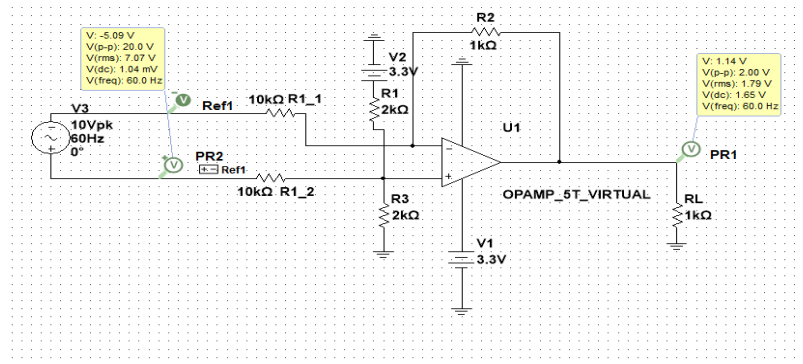 V: -5.09 V
V(p-p): 20.0 V
V(rms): 7.07 V
V(dc): 1.04 mV
V(freq): 60.0 Hz
R2
1kΩ
V2
3.3V
V: 1.14 V
V(p-p): 2.00 V
V(rms): 1.79 V
V(dc): 1.65 V
V(freq): 60.0 Hz
V3
10Vpk
60Hz
0°
V
Ref1
10kΩ R1_1
R1
2kΩ
U1
PR2
V
Ref1
10kΩ R1_2
V
PR1
R3
2kΩ
OPAMP_5T_VIRTUAL
RL
1kΩ
V1
3.3V